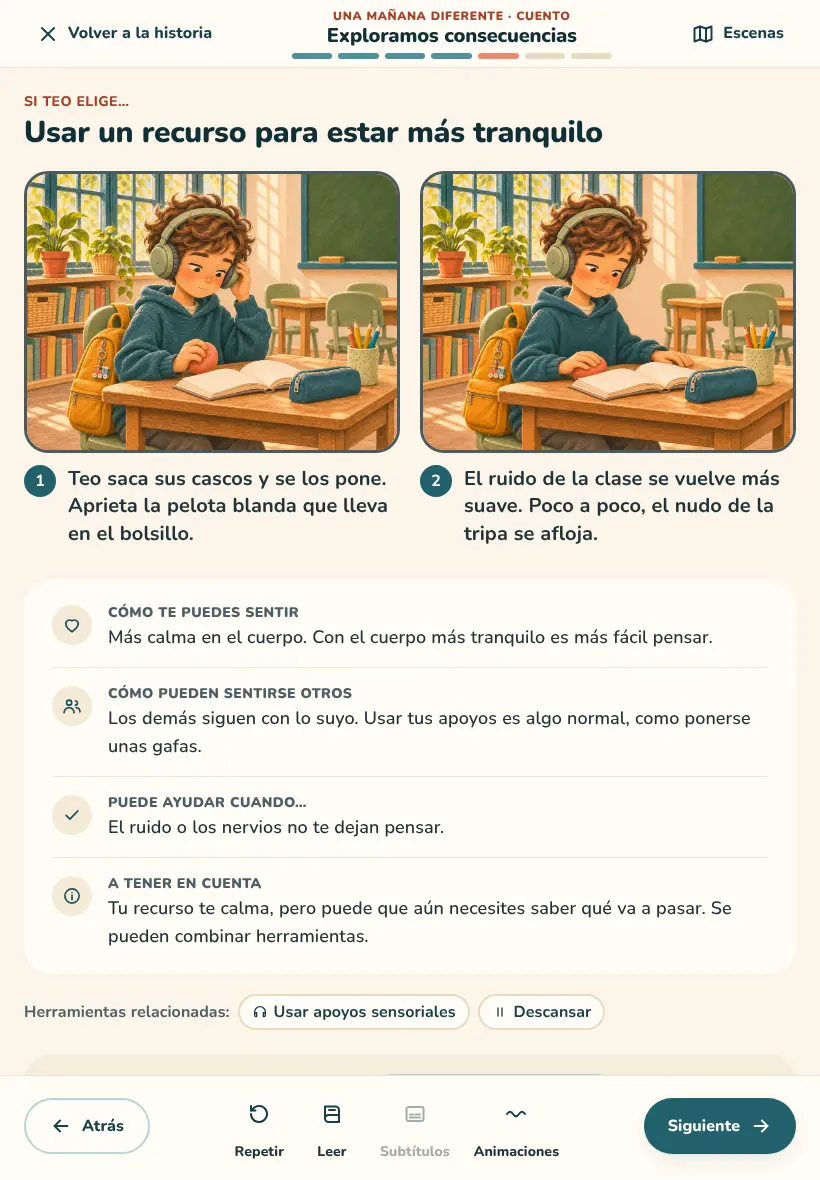 Volver a la historia
UNA MAÑANA DIFERENTE · CUENTO
Exploramos consecuencias
Escenas
SI TEO ELIGE...
Usar un recurso para estar más tranquilo
1
Teo saca sus cascos y se los pone.
Aprieta la pelota blanda que lleva
en el bolsillo.
2
El ruido de la clase se vuelve más
suave. Poco a poco, el nudo de la
tripa se afloja.
CÓMO TE PUEDES SENTIR
Más calma en el cuerpo. Con el cuerpo más tranquilo es más fácil pensar.
CÓMO PUEDEN SENTIRSE OTROS
Los demás siguen con lo suyo. Usar tus apoyos es algo normal, como ponerse
unas gafas.
PUEDE AYUDAR CUANDO...
El ruido o los nervios no te dejan pensar.
A TENER EN CUENTA
Tu recurso te calma, pero puede que aún necesites saber qué va a pasar. Se
pueden combinar herramientas.
Herramientas relacionadas:
Usar apoyos sensoriales
Descansar
Atrás
Repetir
Leer
Subtítulos
Animaciones
Siguiente